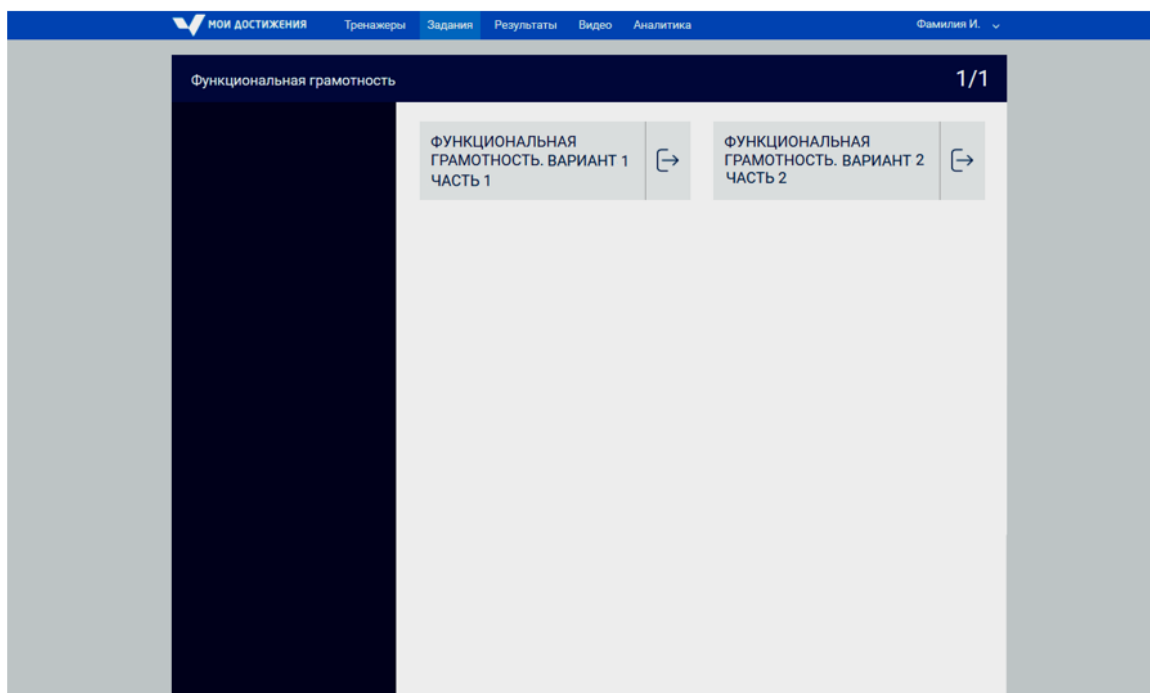 МОИ ДОСТИЖЕНИЯ Тренажеры Задания Результаты Видео Аналитика Фамилия И.
Функциональная грамотность 1/1
ФУНКЦИОНАЛЬНАЯ
ГРАМОТНОСТЬ. ВАРИАНТ 1
ЧАСТЬ 1
ФУНКЦИОНАЛЬНАЯ
ГРАМОТНОСТЬ. ВАРИАНТ 2
ЧАСТЬ 2